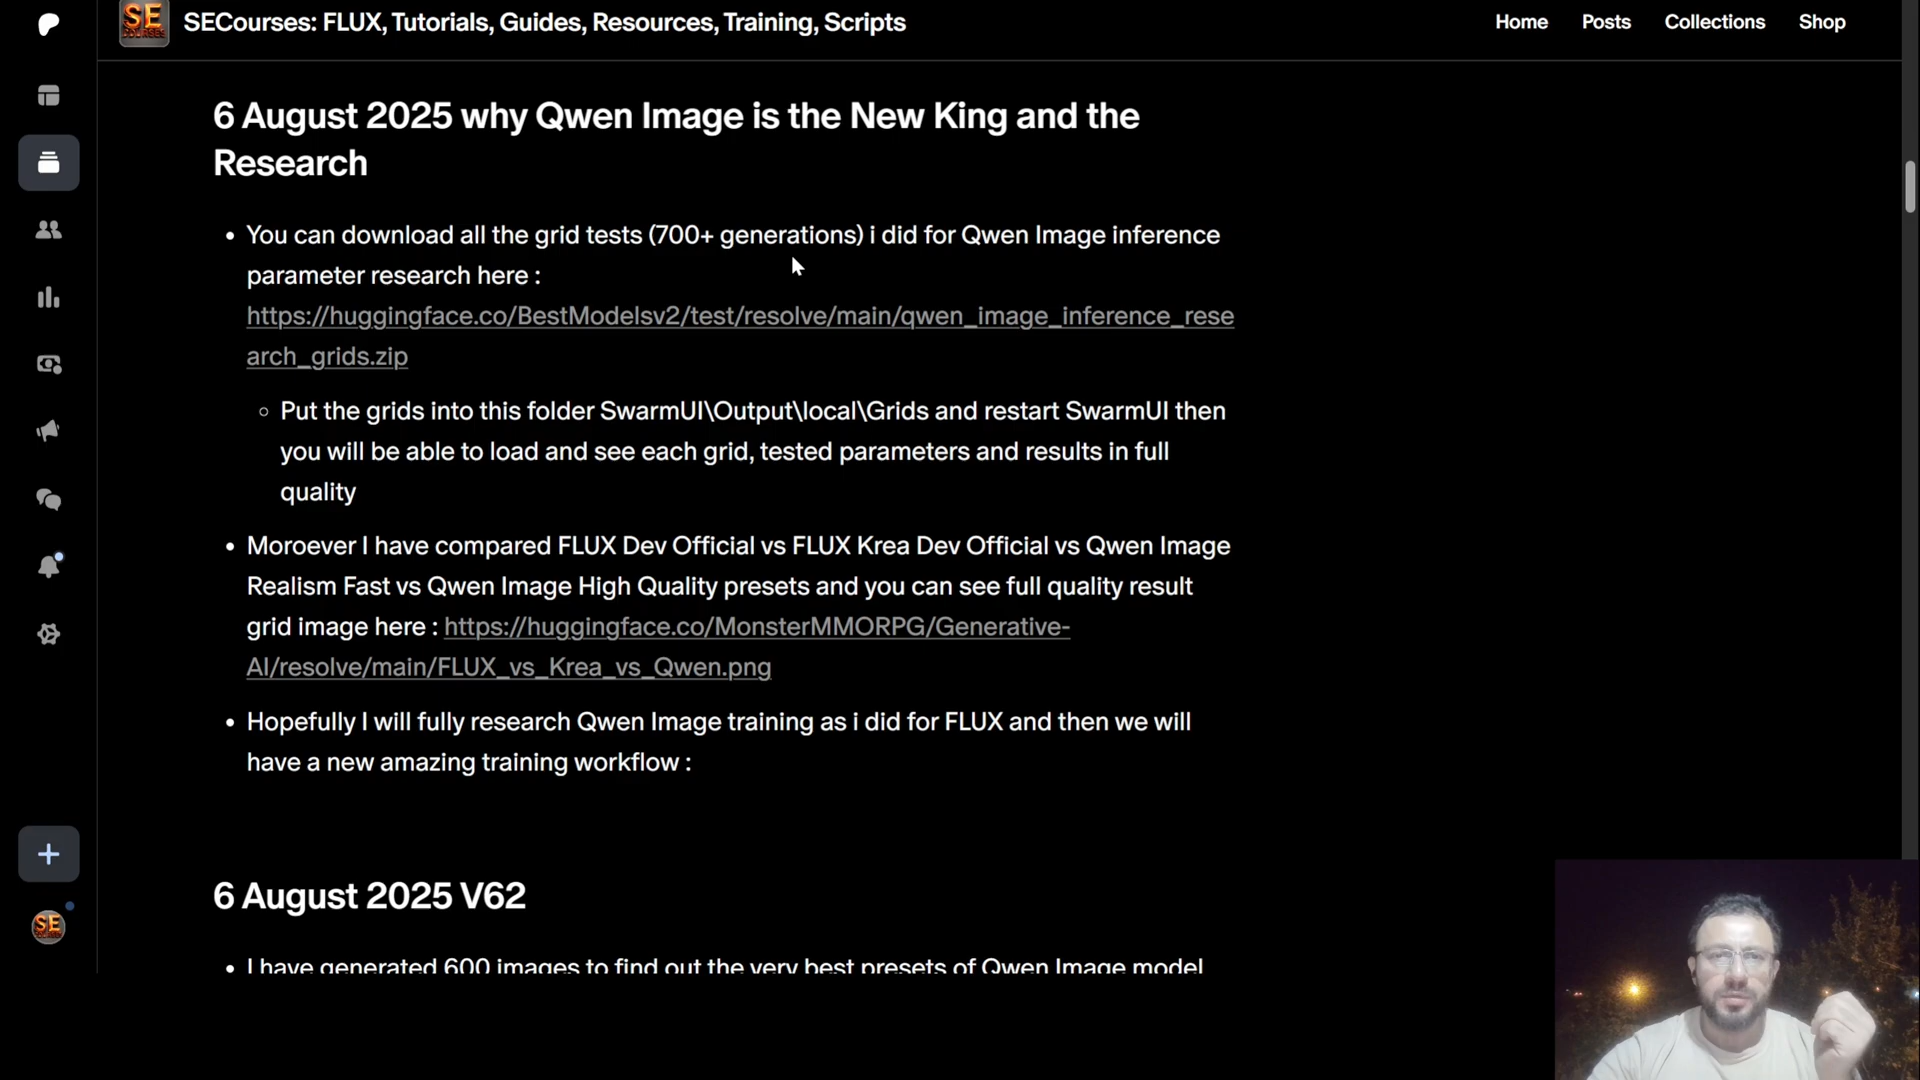 SECourses: FLUX, Tutorials, Guides, Resources, Training, Scripts
Home Posts Collections Shop
6 August 2025 why Qwen Image is the New King and the
Research
You can download all the grid tests (700+ generations) i did for Qwen Image inference
parameter research here :
https://huggingface.co/BestModelsv2/test/resolve/main/qwen_image_inference_rese
arch_grids.zip
Put the grids into this folder SwarmUI\Output\local\Grids and restart SwarmUI then
you will be able to load and see each grid, tested parameters and results in full
quality
Moroever I have compared FLUX Dev Official vs FLUX Krea Dev Official vs Qwen Image
Realism Fast vs Qwen Image High Quality presets and you can see full quality result
grid image here : https://huggingface.co/MonsterMMORPG/Generative-
AI/resolve/main/FLUX_vs_Krea_vs_Qwen.png
Hopefully I will fully research Qwen Image training as i did for FLUX and then we will
have a new amazing training workflow :
6 August 2025 V62
I have generated 600 images to find out the very best presets of Qwen Image model
SE